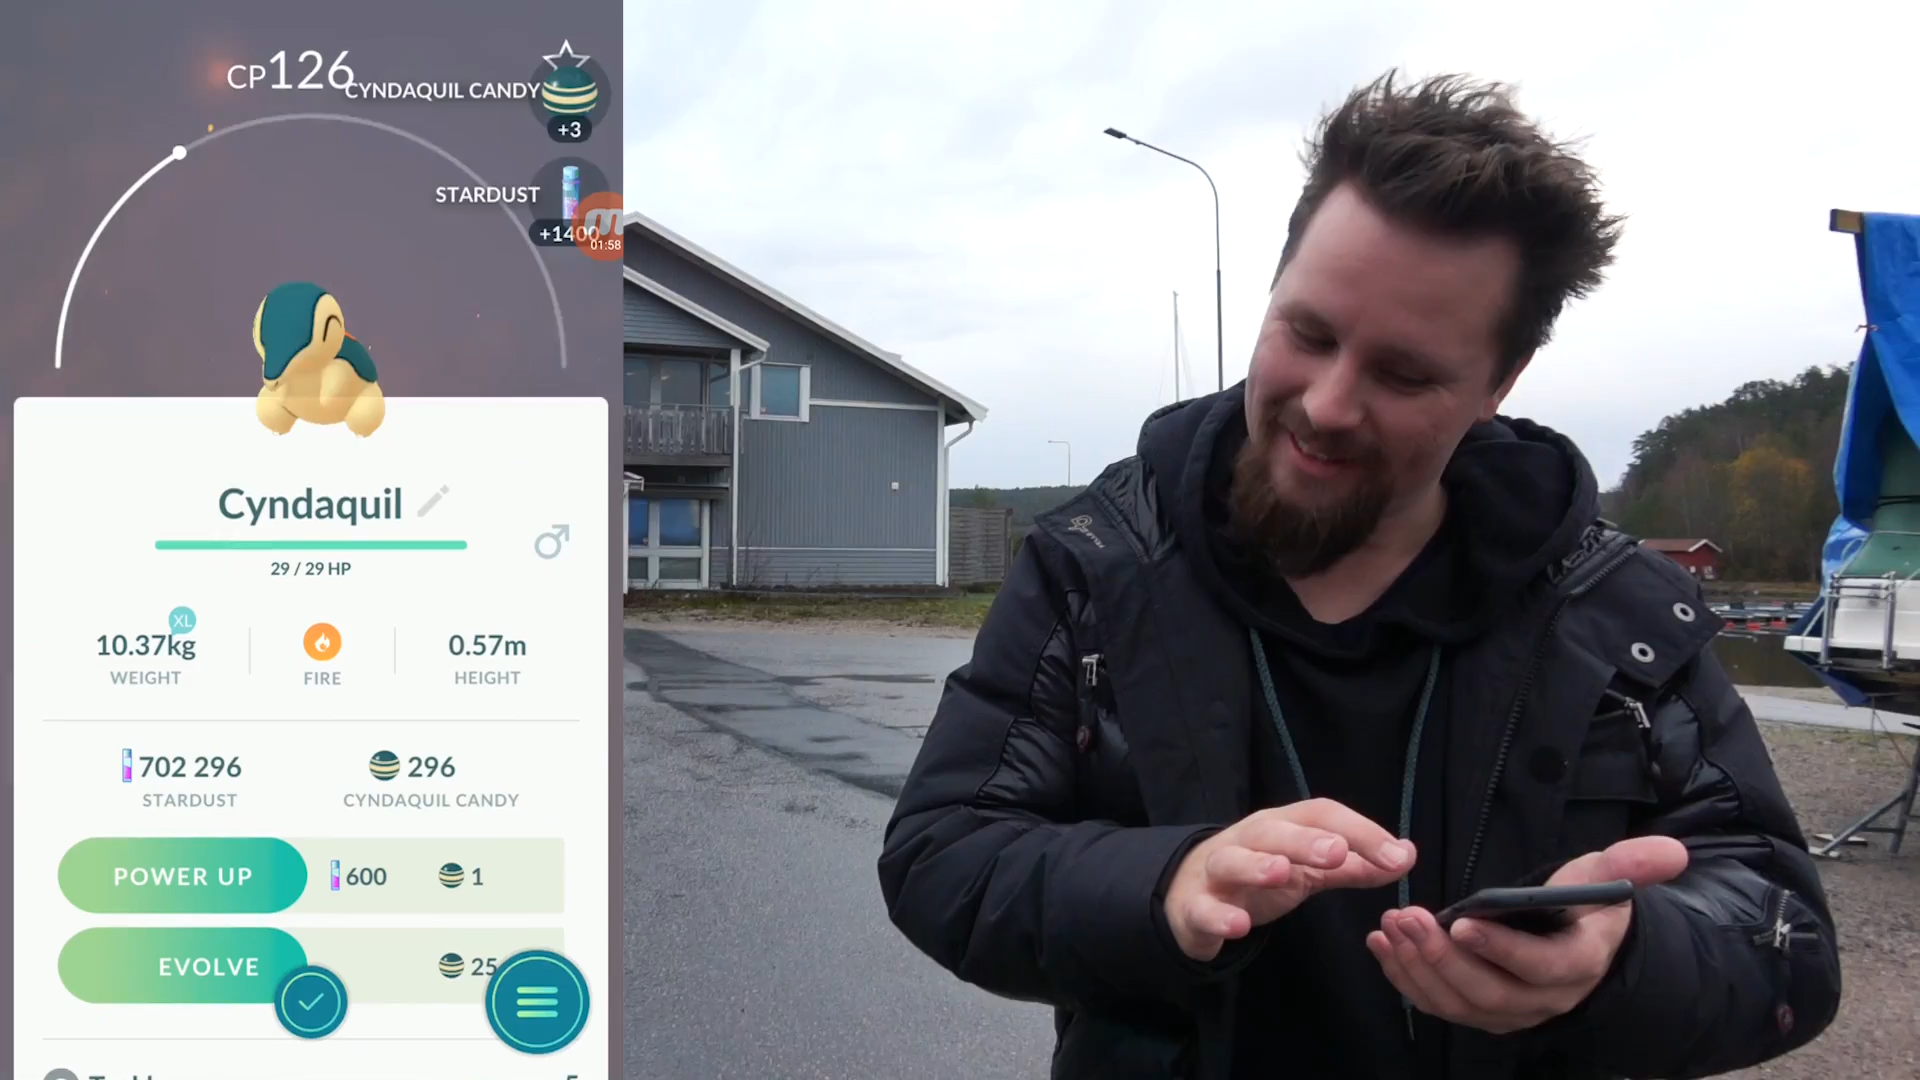 CP126
CYNDAQUIL CANDY
+3
STARDUST
+1400
01:58
Cyndaquil
29 / 29 HP
XL
10.37kg
WEIGHT
FIRE
0.57m
HEIGHT
702 296
STARDUST
296
CYNDAQUIL CANDY
POWER UP
600
1
EVOLVE
25